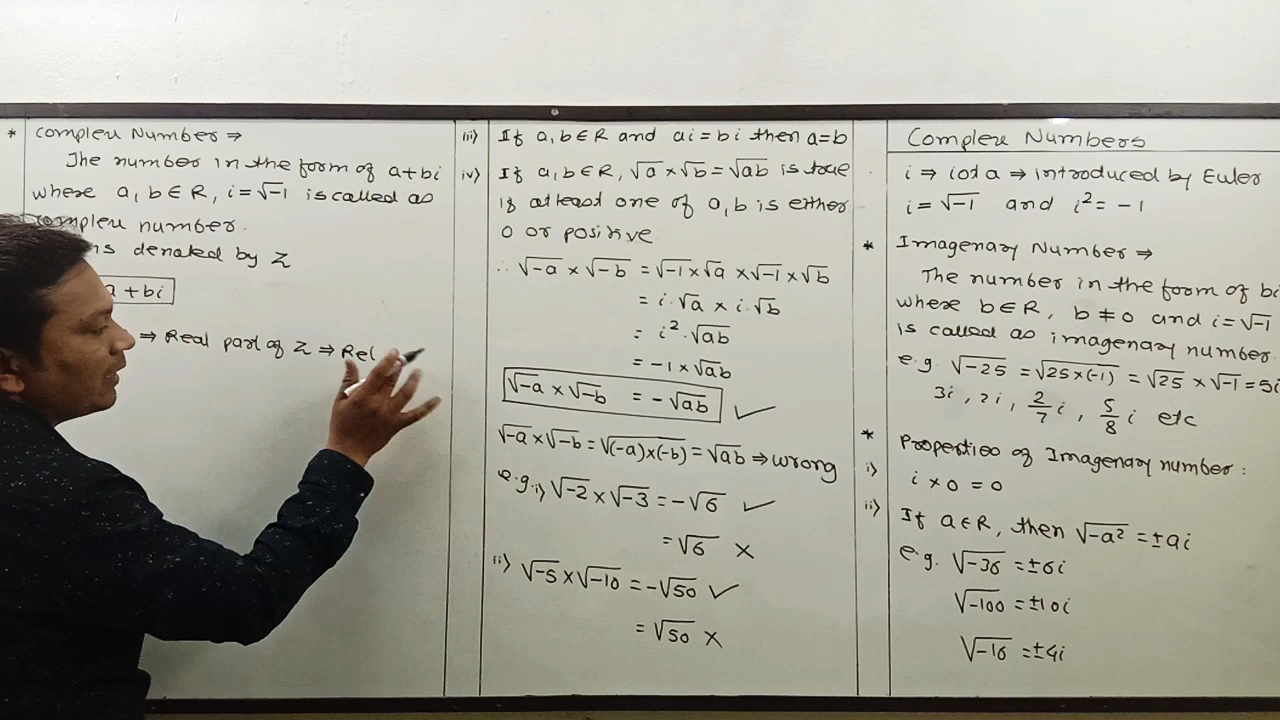 * Complex Number ⇒
The number in the form of a+bi
where a, b ∈ R, i = √-1 is called as
complex number.
is denoted by Z
a + bi
⇒ Real part of Z ⇒ Re(
iii) If a, b ∈ R and ai = bi then a = b
iv) If a, b ∈ R, √a × √b = √ab is true
if atleast one of a, b is either
0 or positive
∴ √-a × √-b = √-1 × √a × √-1 × √b
= i·√a × i·√b
= i²·√ab
= -1 × √ab
√-a × √-b = -√ab ✓
√-a × √-b = √(-a)×(-b) = √ab ⇒ wrong
e.g. i) √-2 × √-3 = -√6 ✓
= √6 ×
ii) √-5 × √-10 = -√50 ✓
= √50 ×
Complex Numbers
i ⇒ iota ⇒ introduced by Euler
i = √-1 and i² = -1
* Imagenary Number ⇒
The number in the form of bi
where b ∈ R, b ≠ 0 and i = √-1
is called as imagenary number.
e.g √-25 = √25×(-1) = √25 × √-1 = 5i
3i, 2i, 2/7 i, 5/8 i etc
* Properties of Imagenary number:
i) i × 0 = 0
ii) If a ∈ R, then √-a² = ± ai
e.g. √-36 = ± 6i
√-100 = ± 10i
√-16 = ± 4i